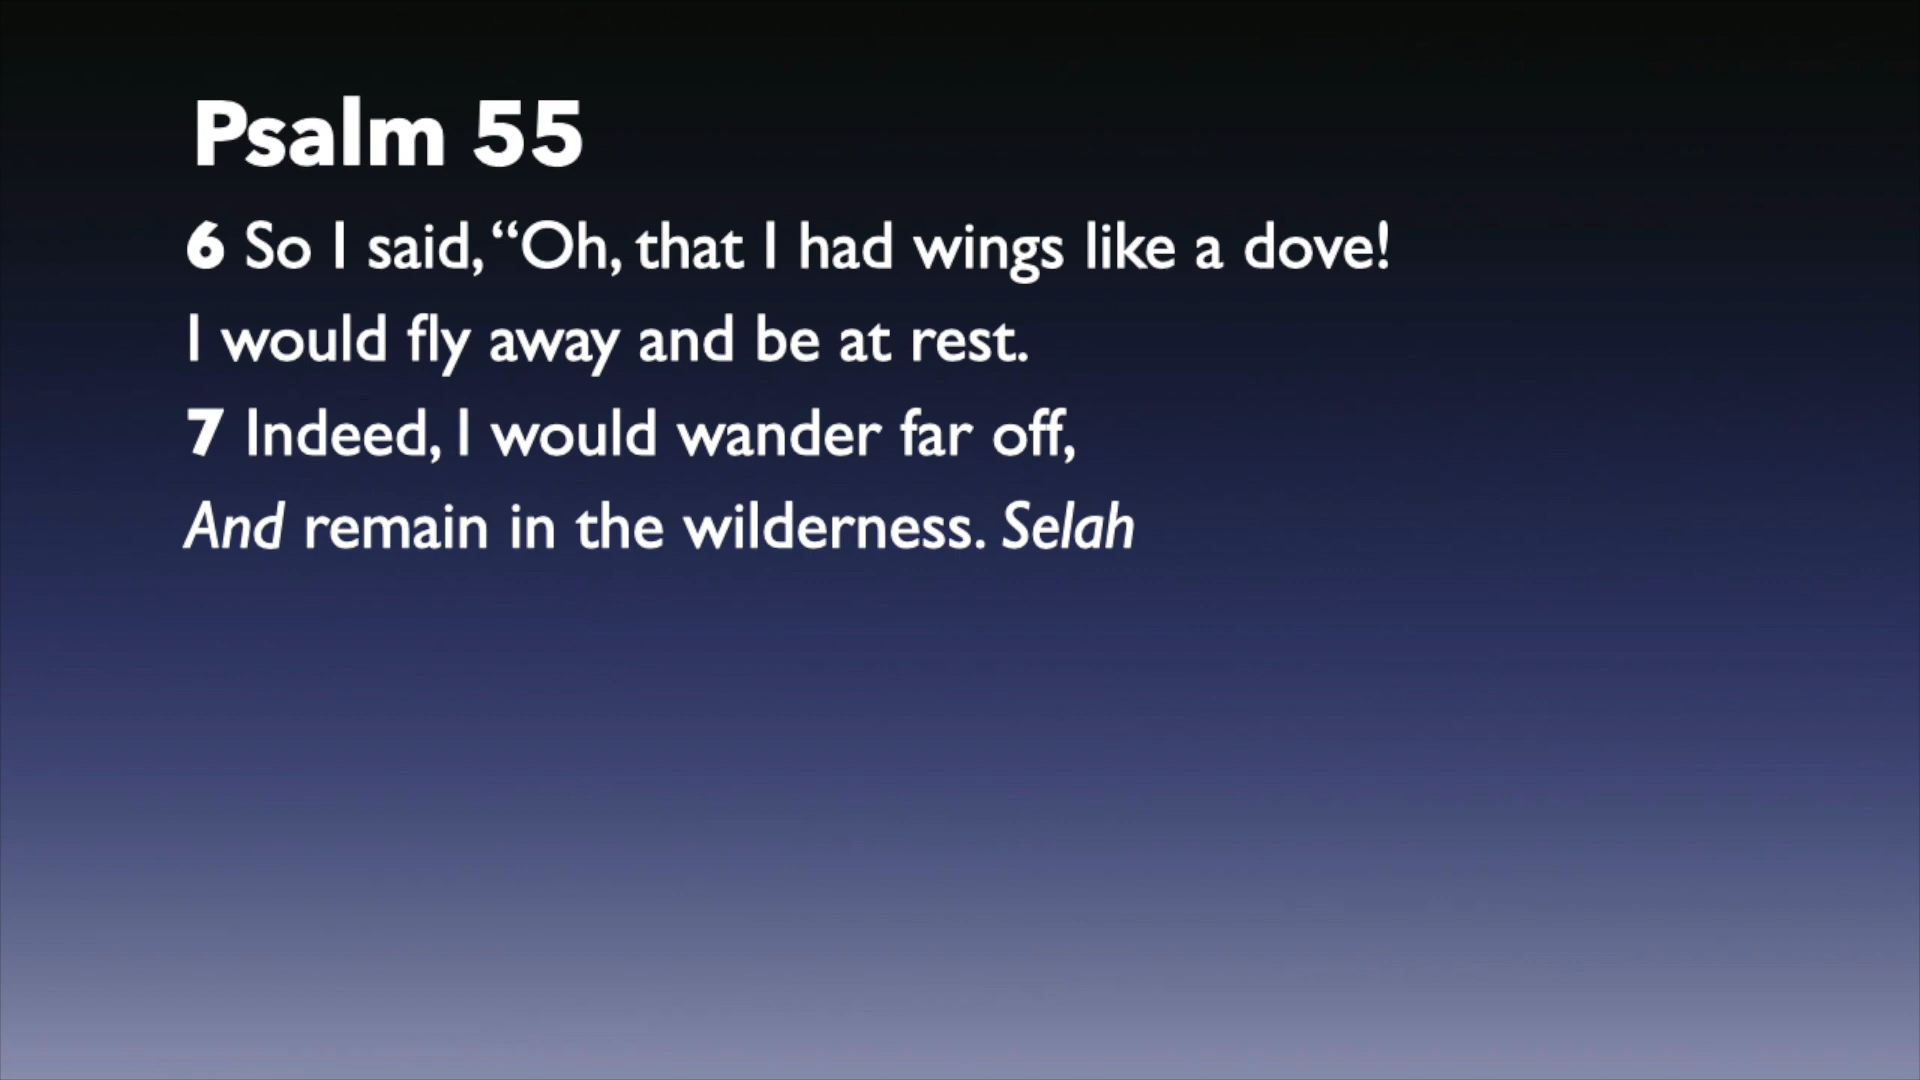 Psalm 55
6 So I said, “Oh, that I had wings like a dove!
I would fly away and be at rest.
7 Indeed, I would wander far off,
And remain in the wilderness. Selah